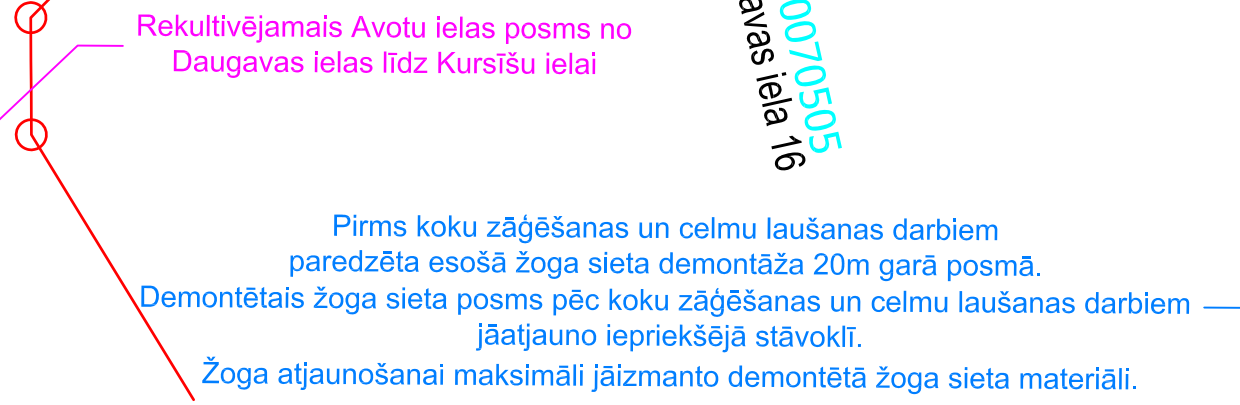 Rekultivējamais Avotu ielas posms no
Daugavas ielas līdz Kursīšu ielai
0070505
avas iela 16
Pirms koku zāģēšanas un celmu laušanas darbiem
paredzēta esošā žoga sieta demontāža 20m garā posmā.
Demontētais žoga sieta posms pēc koku zāģēšanas un celmu laušanas darbiem
jāatjauno iepriekšējā stāvoklī.
Žoga atjaunošanai maksimāli jāizmanto demontētā žoga sieta materiāli.